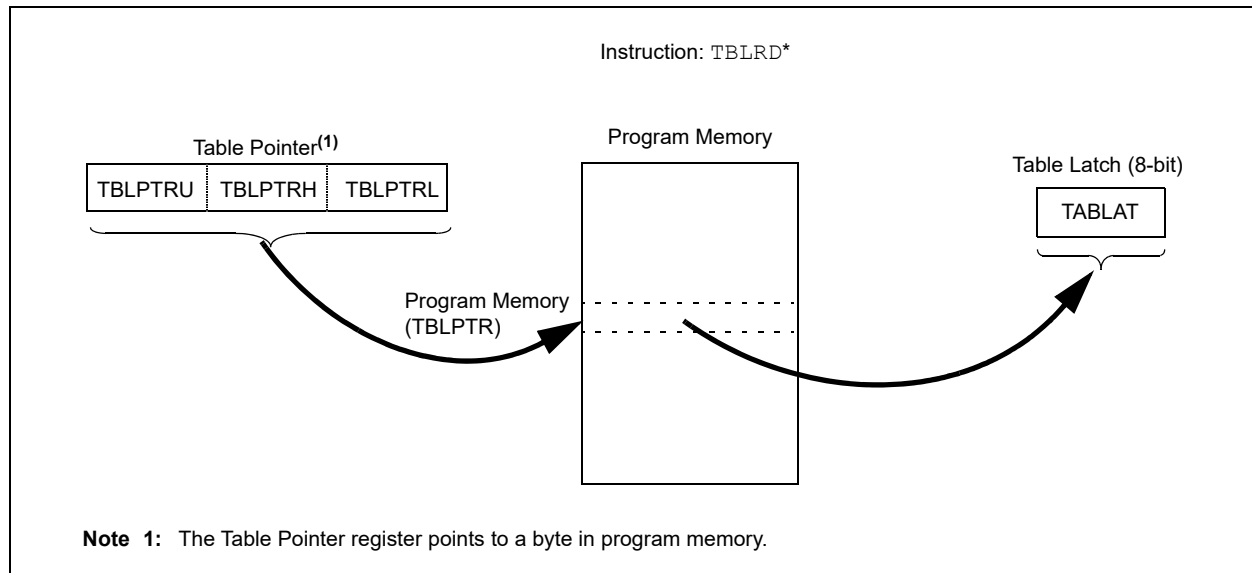 Instruction: TBLRD*
Table Pointer(1)
Program Memory
Table Latch (8-bit)
TBLPTRU TBLPTRH TBLPTRL
TABLAT
Program Memory
(TBLPTR)
Note 1: The Table Pointer register points to a byte in program memory.